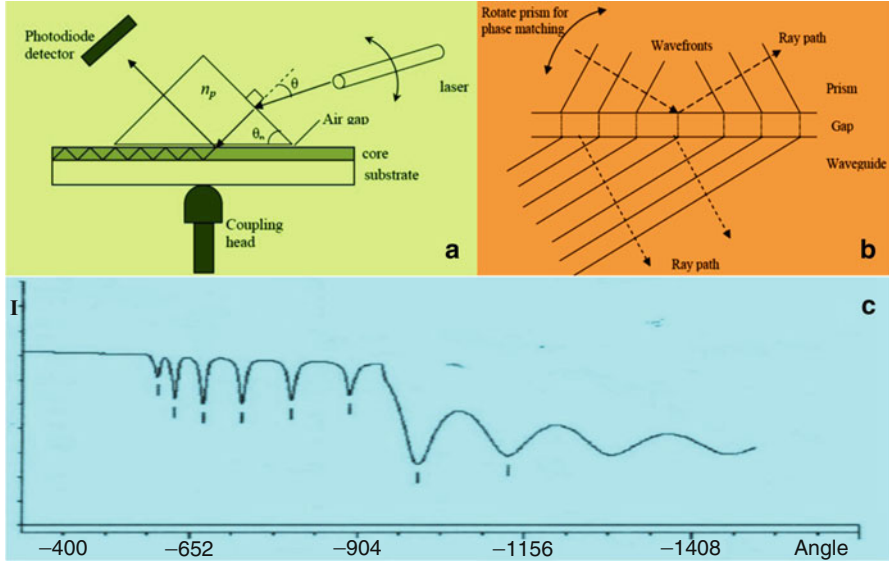 Photodiode
detector
n_p
θ
laser
Air gap
θ_n
core
substrate
Coupling
head
a
Rotate prism for
phase matching
Wavefronts
Ray path
Prism
Gap
Waveguide
Ray path
b
I
c
−400 −652 −904 −1156 −1408 Angle